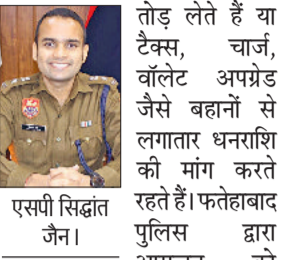 एसपी सिद्धांत
जैन।
तोड़ लेते हैं या
टैक्स, चार्ज,
वॉलेट अपग्रेड
जैसे बहानों से
लगातार धनराशि
की मांग करते
रहते हैं। फतेहाबाद
पुलिस द्वारा